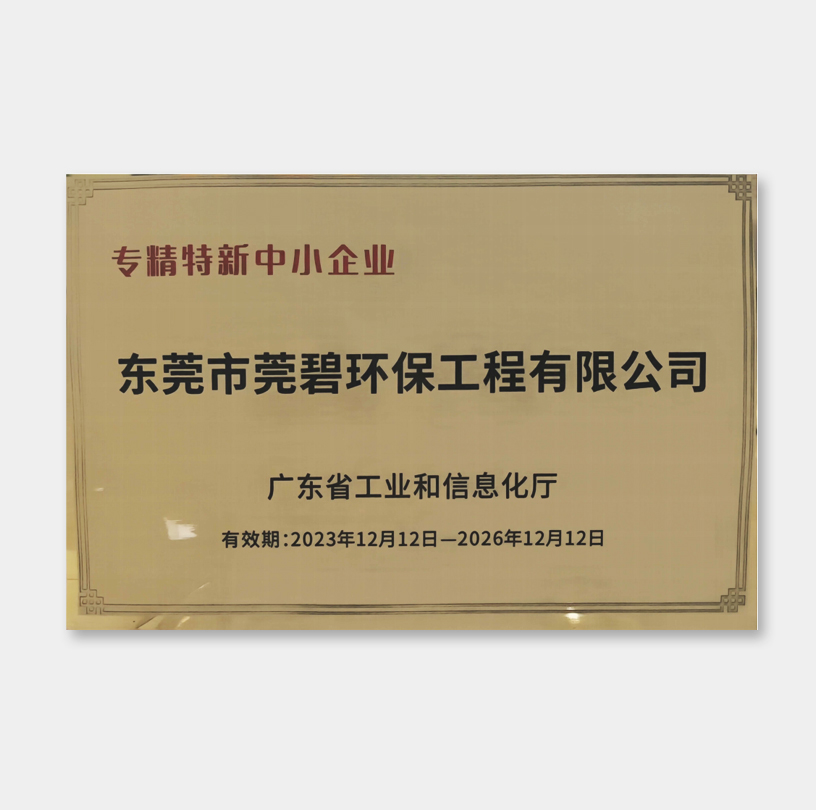 专精特新中小企业
东莞市莞碧环保工程有限公司
广东省工业和信息化厅
有效期:2023年12月12日—2026年12月12日